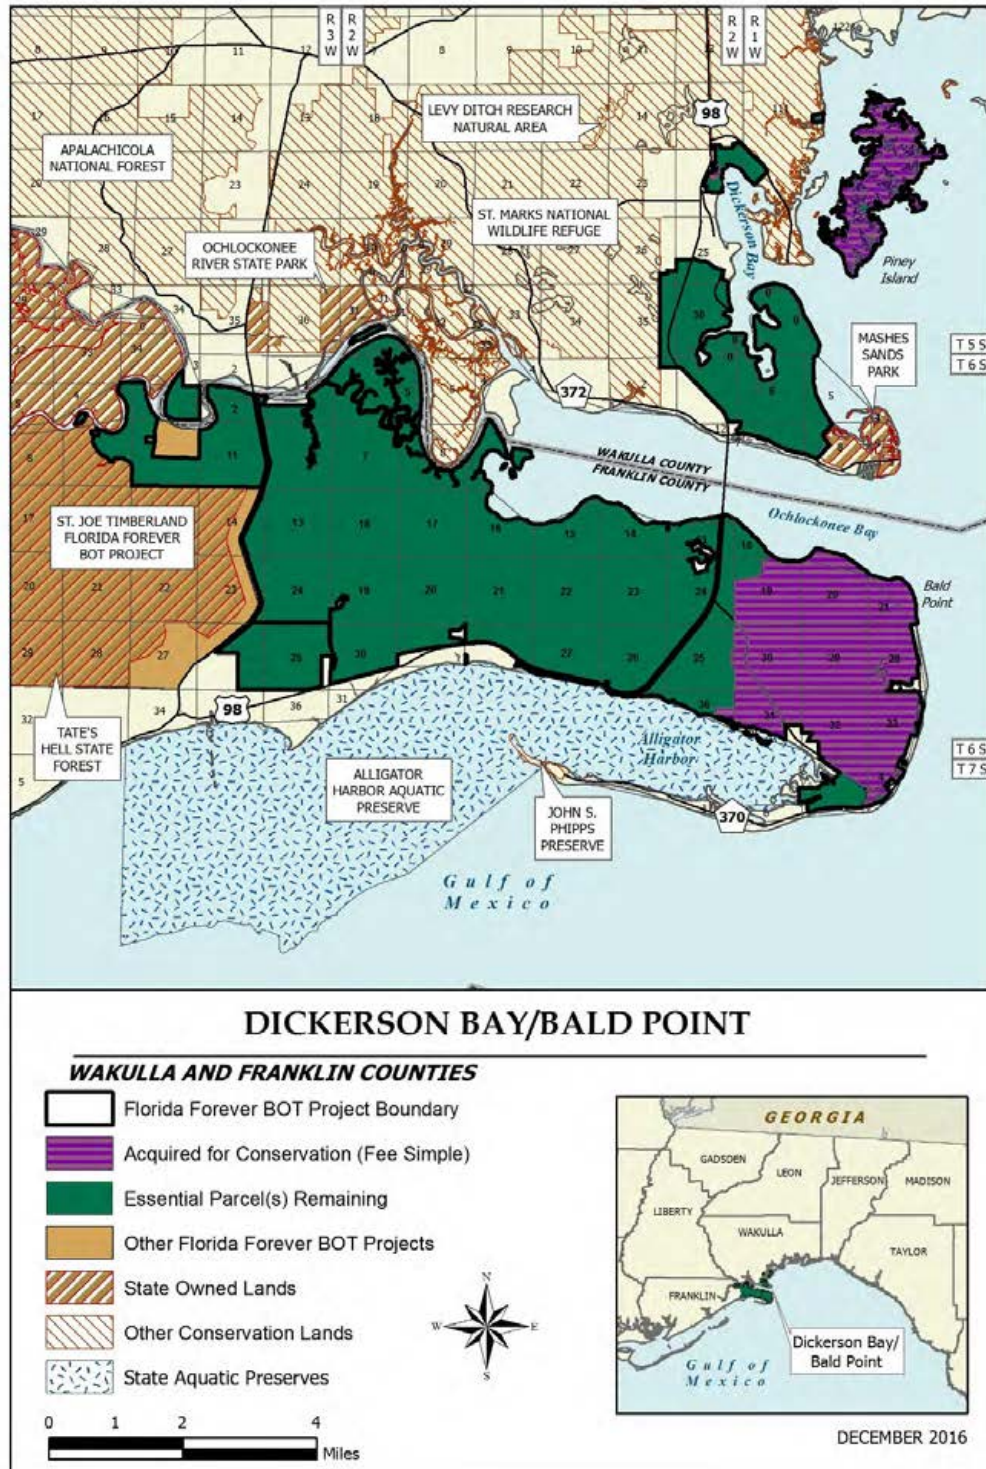 R
3
W
R
2
W
R
2
W
R
1
W
98
LEVY DITCH RESEARCH
NATURAL AREA
APALACHICOLA
NATIONAL FOREST
ST. MARKS NATIONAL
WILDLIFE REFUGE
Dickerson Bay
OCHLOCKONEE
RIVER STATE PARK
Piney
Island
MASHES
SANDS
PARK
T 5 S
T 6 S
372
WAKULLA COUNTY
FRANKLIN COUNTY
Ochlockonee Bay
ST. JOE TIMBERLAND
FLORIDA FOREVER
BOT PROJECT
Bald
Point
98
TATE'S
HELL STATE
FOREST
Alligator
Harbor
T 6 S
T 7 S
ALLIGATOR
HARBOR AQUATIC
PRESERVE
JOHN S.
PHIPPS
PRESERVE
370
Gulf of
Mexico
DICKERSON BAY/BALD POINT
WAKULLA AND FRANKLIN COUNTIES
Florida Forever BOT Project Boundary
Acquired for Conservation (Fee Simple)
Essential Parcel(s) Remaining
Other Florida Forever BOT Projects
State Owned Lands
Other Conservation Lands
State Aquatic Preserves
0 1 2 4
Miles
N
W E
S
GEORGIA
GADSDEN
LEON
JEFFERSON
MADISON
LIBERTY
WAKULLA
TAYLOR
FRANKLIN
Dickerson Bay/
Bald Point
Gulf of
Mexico
DECEMBER 2016